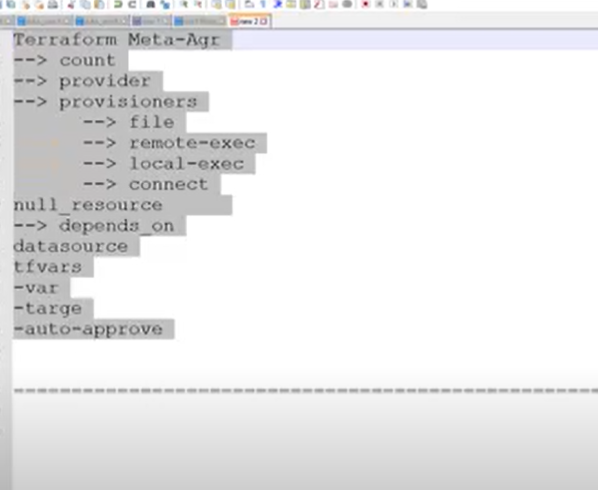 new 2
Terraform Meta-Agr
--> count
--> provider
--> provisioners
--> file
--> remote-exec
--> local-exec
--> connect
null_resource
--> depends_on
datasource
tfvars
-var
-targe
-auto-approve